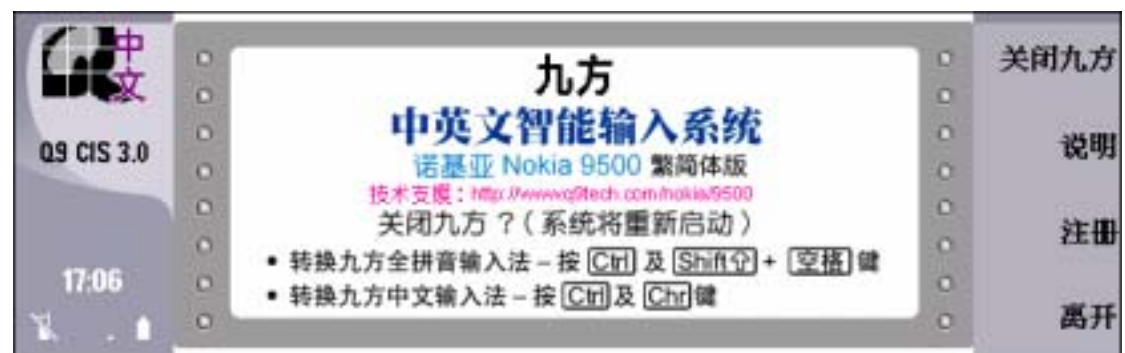 中文
Q9 CIS 3.0
17:06
九方
中英文智能输入系统
诺基亚 Nokia 9500 繁简体版
技术支援：http://www.q9tech.com/nokia/9500
关闭九方？（系统将重新启动）
• 转换九方全拼音输入法 – 按 Ctrl 及 Shift⇧ + 空格 键
• 转换九方中文输入法 – 按 Ctrl 及 Chr 键
关闭九方
说明
注册
离开